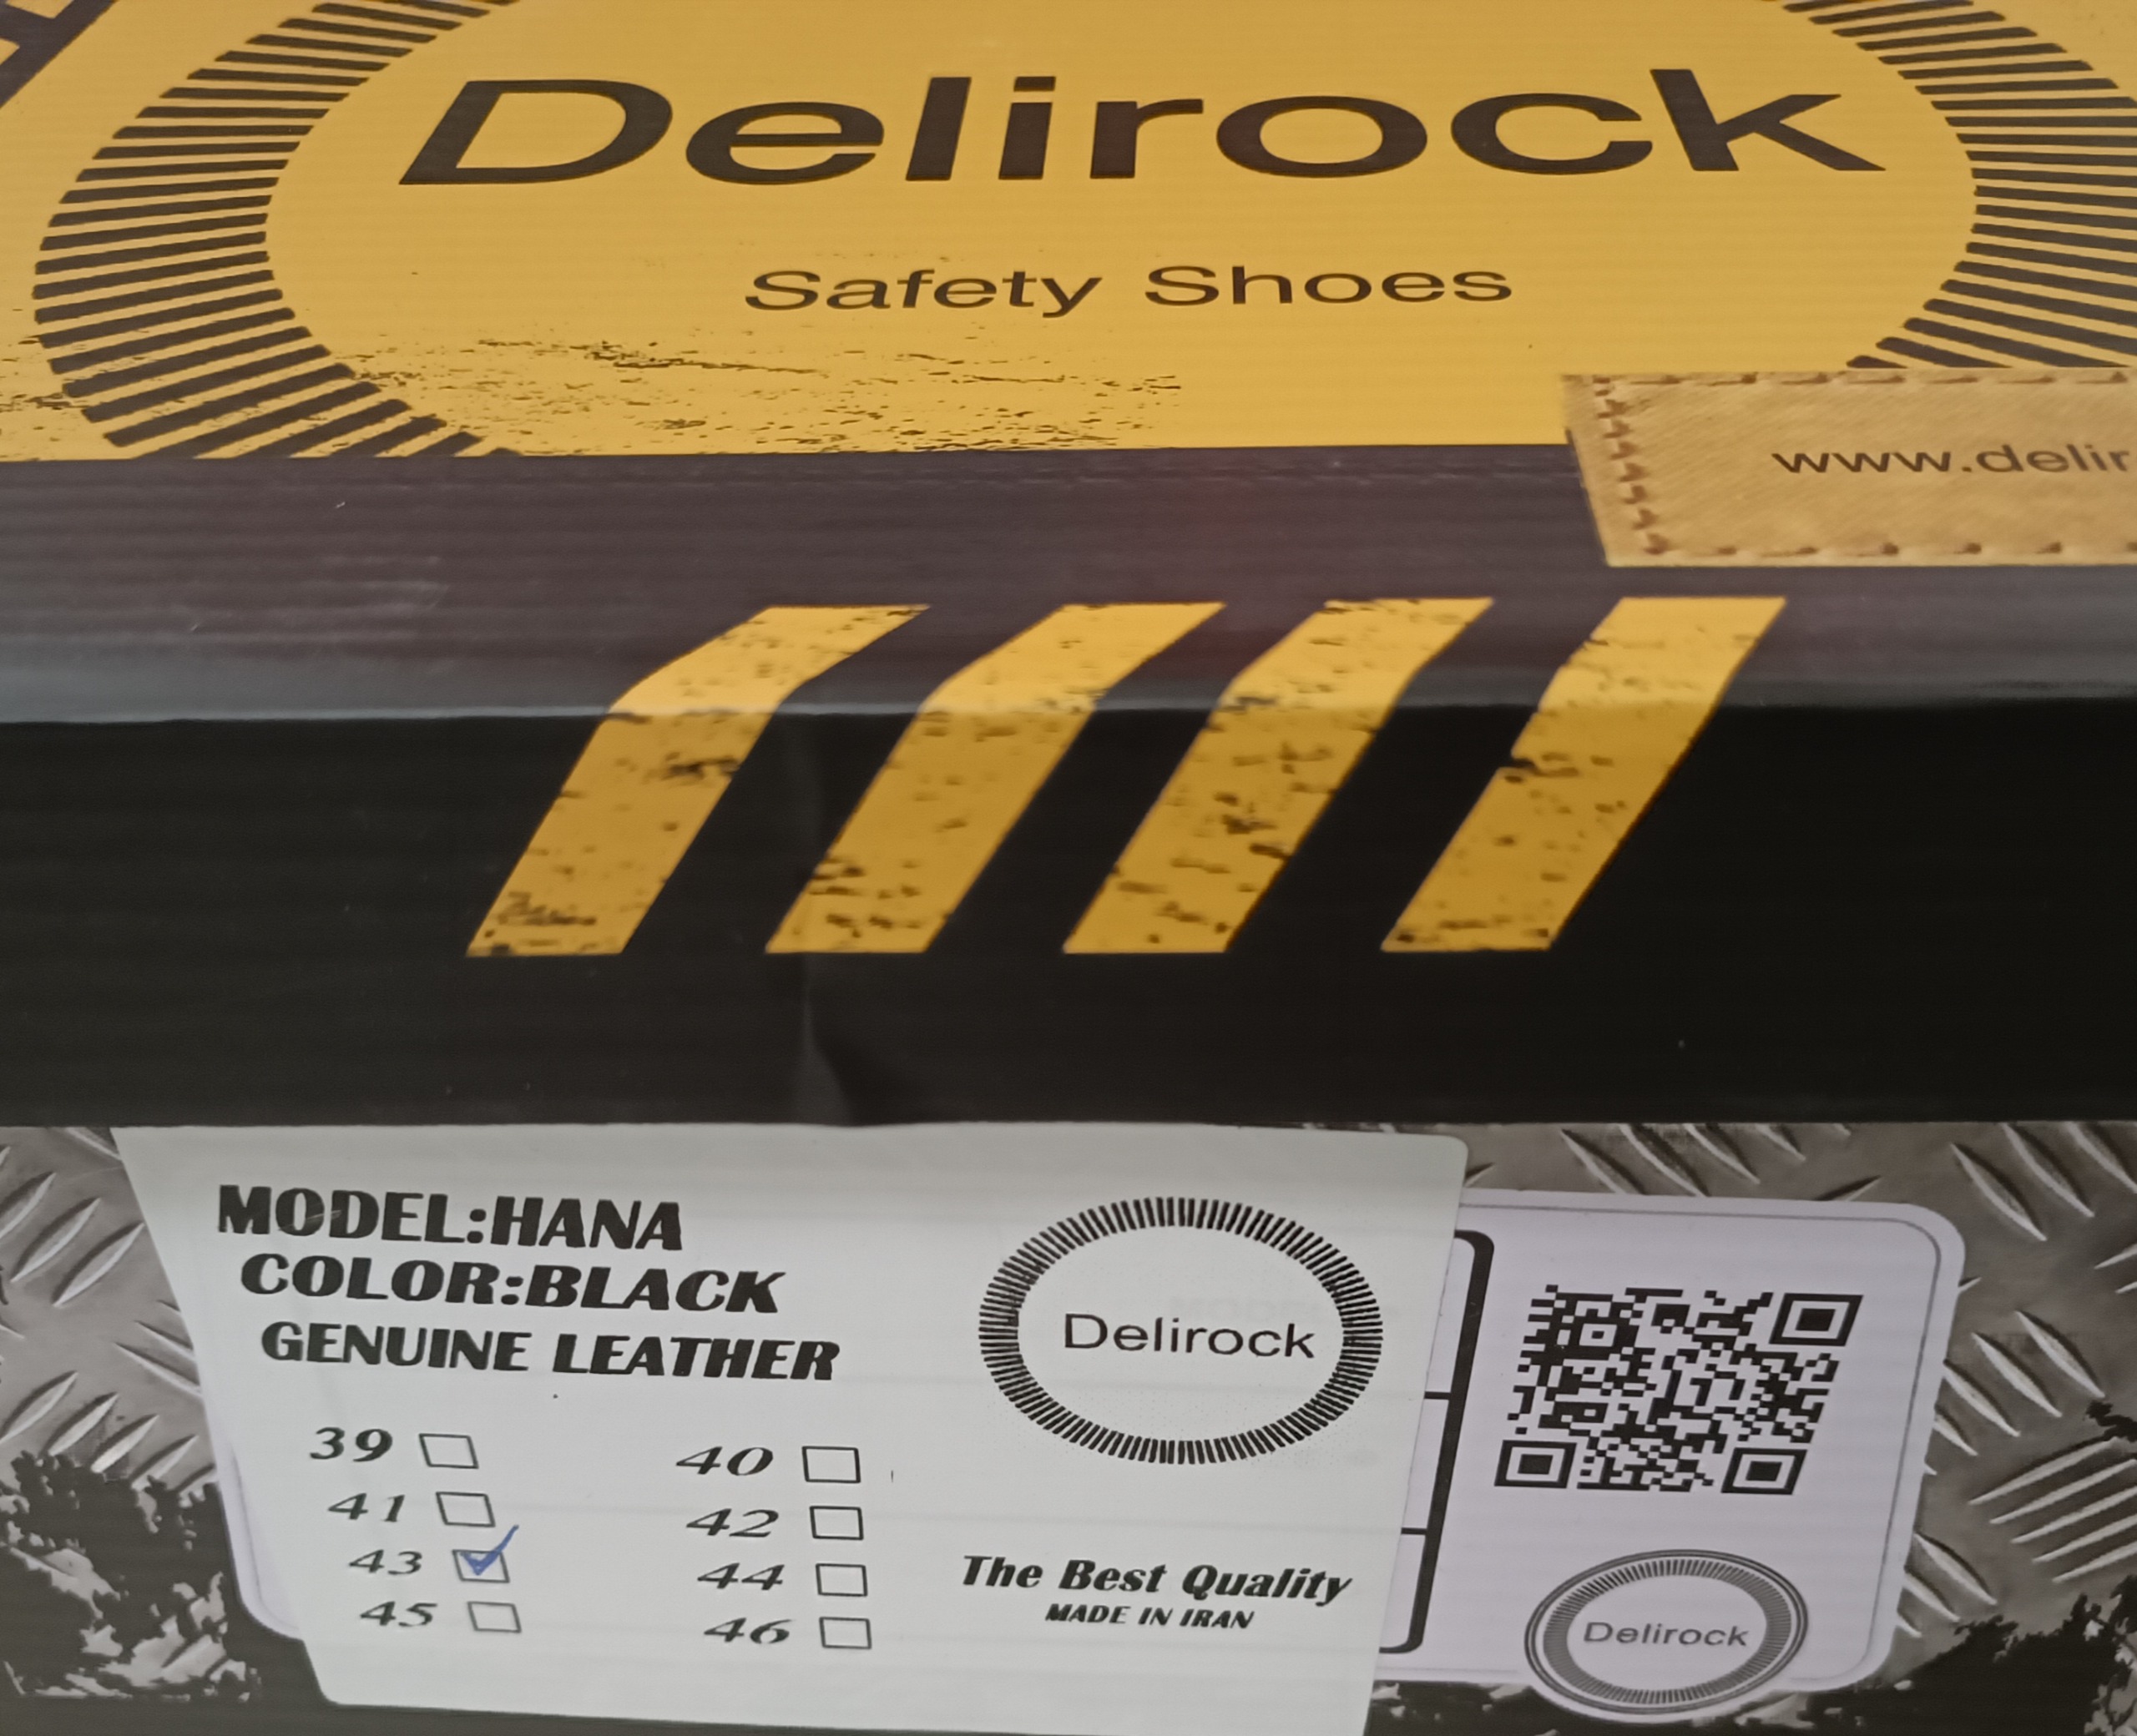 Delirock
Safety Shoes
www.delir
MODEL:HANA
COLOR:BLACK
GENUINE LEATHER
39 40
41 42
43 44
45 46
Delirock
The Best Quality
MADE IN IRAN
Delirock